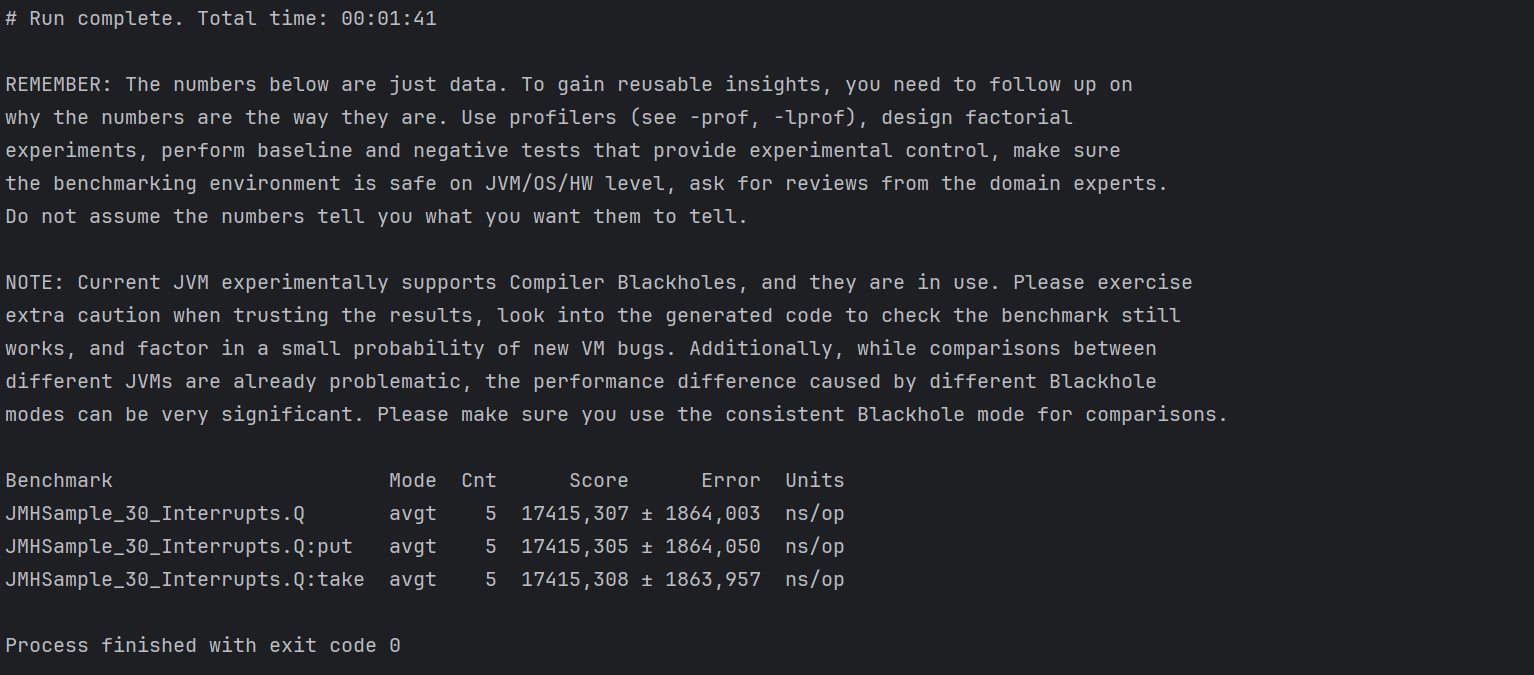 # Run complete. Total time: 00:01:41
REMEMBER: The numbers below are just data. To gain reusable insights, you need to follow up on
why the numbers are the way they are. Use profilers (see -prof, -lprof), design factorial
experiments, perform baseline and negative tests that provide experimental control, make sure
the benchmarking environment is safe on JVM/OS/HW level, ask for reviews from the domain experts.
Do not assume the numbers tell you what you want them to tell.
NOTE: Current JVM experimentally supports Compiler Blackholes, and they are in use. Please exercise
extra caution when trusting the results, look into the generated code to check the benchmark still
works, and factor in a small probability of new VM bugs. Additionally, while comparisons between
different JVMs are already problematic, the performance difference caused by different Blackhole
modes can be very significant. Please make sure you use the consistent Blackhole mode for comparisons.
Benchmark                       Mode  Cnt      Score      Error  Units
JMHSample_30_Interrupts.Q       avgt    5  17415,307 ± 1864,003  ns/op
JMHSample_30_Interrupts.Q:put   avgt    5  17415,305 ± 1864,050  ns/op
JMHSample_30_Interrupts.Q:take  avgt    5  17415,308 ± 1863,957  ns/op
Process finished with exit code 0